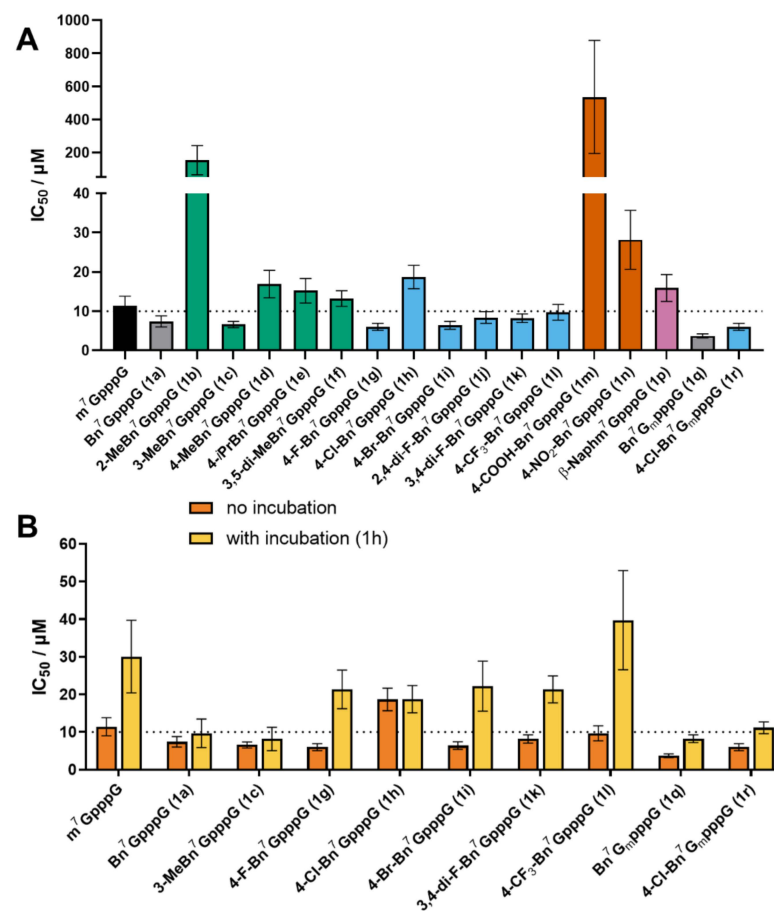 A
1000
800
600
400
200
40
30
20
10
0
IC₅₀ / µM
m⁷GpppG
Bn⁷GpppG (1a)
2-MeBn⁷GpppG (1b)
3-MeBn⁷GpppG (1c)
4-MeBn⁷GpppG (1d)
4-iPrBn⁷GpppG (1e)
3,5-di-MeBn⁷GpppG (1f)
4-F-Bn⁷GpppG (1g)
4-Cl-Bn⁷GpppG (1h)
4-Br-Bn⁷GpppG (1i)
2,4-di-F-Bn⁷GpppG (1j)
3,4-di-F-Bn⁷GpppG (1k)
4-CF₃-Bn⁷GpppG (1l)
4-COOH-Bn⁷GpppG (1m)
4-NO₂-Bn⁷GpppG (1n)
β-Naphm⁷GpppG (1p)
Bn⁷GₘpppG (1q)
4-Cl-Bn⁷GₘpppG (1r)
no incubation
with incubation (1h)
B
60
50
40
30
20
10
0
IC₅₀ / µM
m⁷GpppG
Bn⁷GpppG (1a)
3-MeBn⁷GpppG (1c)
4-F-Bn⁷GpppG (1g)
4-Cl-Bn⁷GpppG (1h)
4-Br-Bn⁷GpppG (1i)
3,4-di-F-Bn⁷GpppG (1k)
4-CF₃-Bn⁷GpppG (1l)
Bn⁷GₘpppG (1q)
4-Cl-Bn⁷GₘpppG (1r)